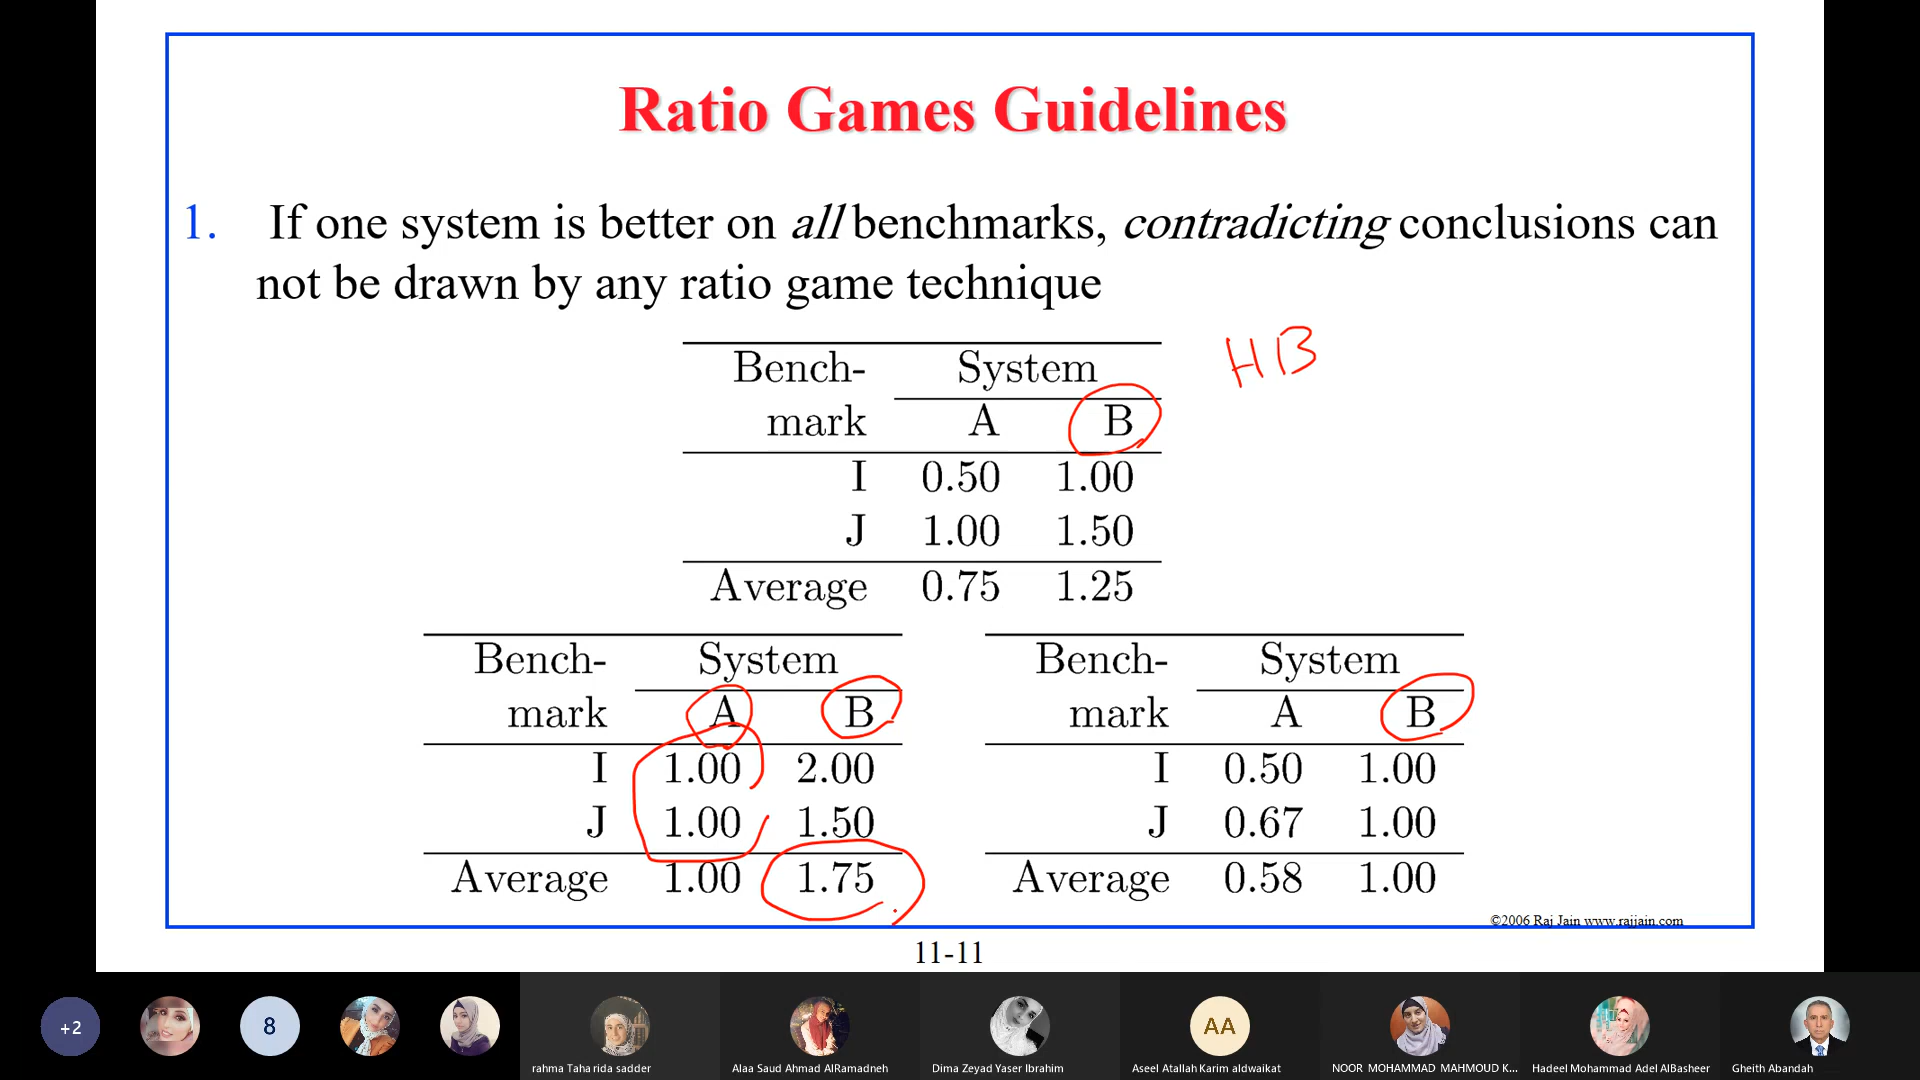 Ratio Games Guidelines
1. If one system is better on all benchmarks, contradicting conclusions can
not be drawn by any ratio game technique
HB
Bench- System
mark A B
I 0.50 1.00
J 1.00 1.50
Average 0.75 1.25
Bench- System
mark A B
I 1.00 2.00
J 1.00 1.50
Average 1.00 1.75
Bench- System
mark A B
I 0.50 1.00
J 0.67 1.00
Average 0.58 1.00
©2006 Raj Jain www.rajjain.com
11-11
+2
8
AA
rahma Taha rida sadder
Alaa Saud Ahmad AlRamadneh
Dima Zeyad Yaser Ibrahim
Aseel Atallah Karim aldwaikat
NOOR MOHAMMAD MAHMOUD K...
Hadeel Mohammad Adel AlBasheer
Gheith Abandah